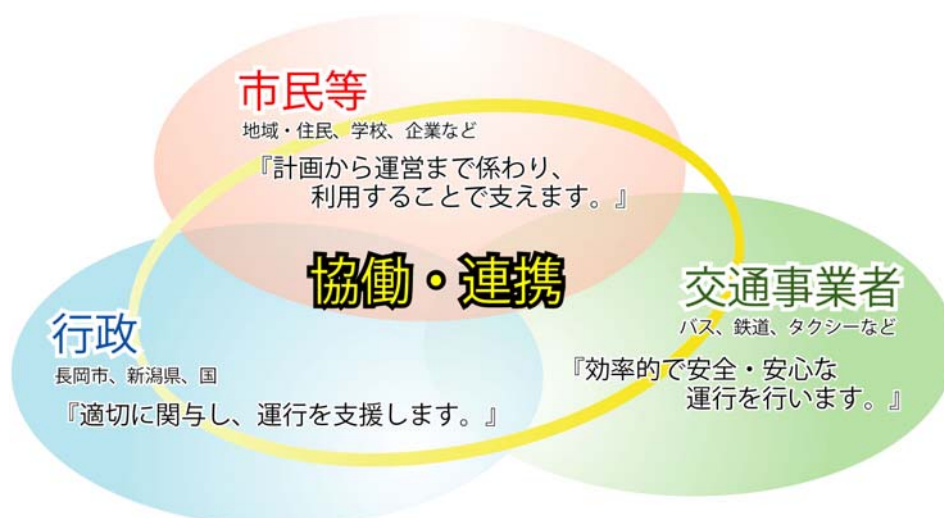 市民等
地域・住民、学校、企業など
『計画から運営まで係わり、
利用することで支えます。』
協働・連携
行政
長岡市、新潟県、国
『適切に関与し、運行を支援します。』
交通事業者
バス、鉄道、タクシーなど
『効率的で安全・安心な
運行を行います。』